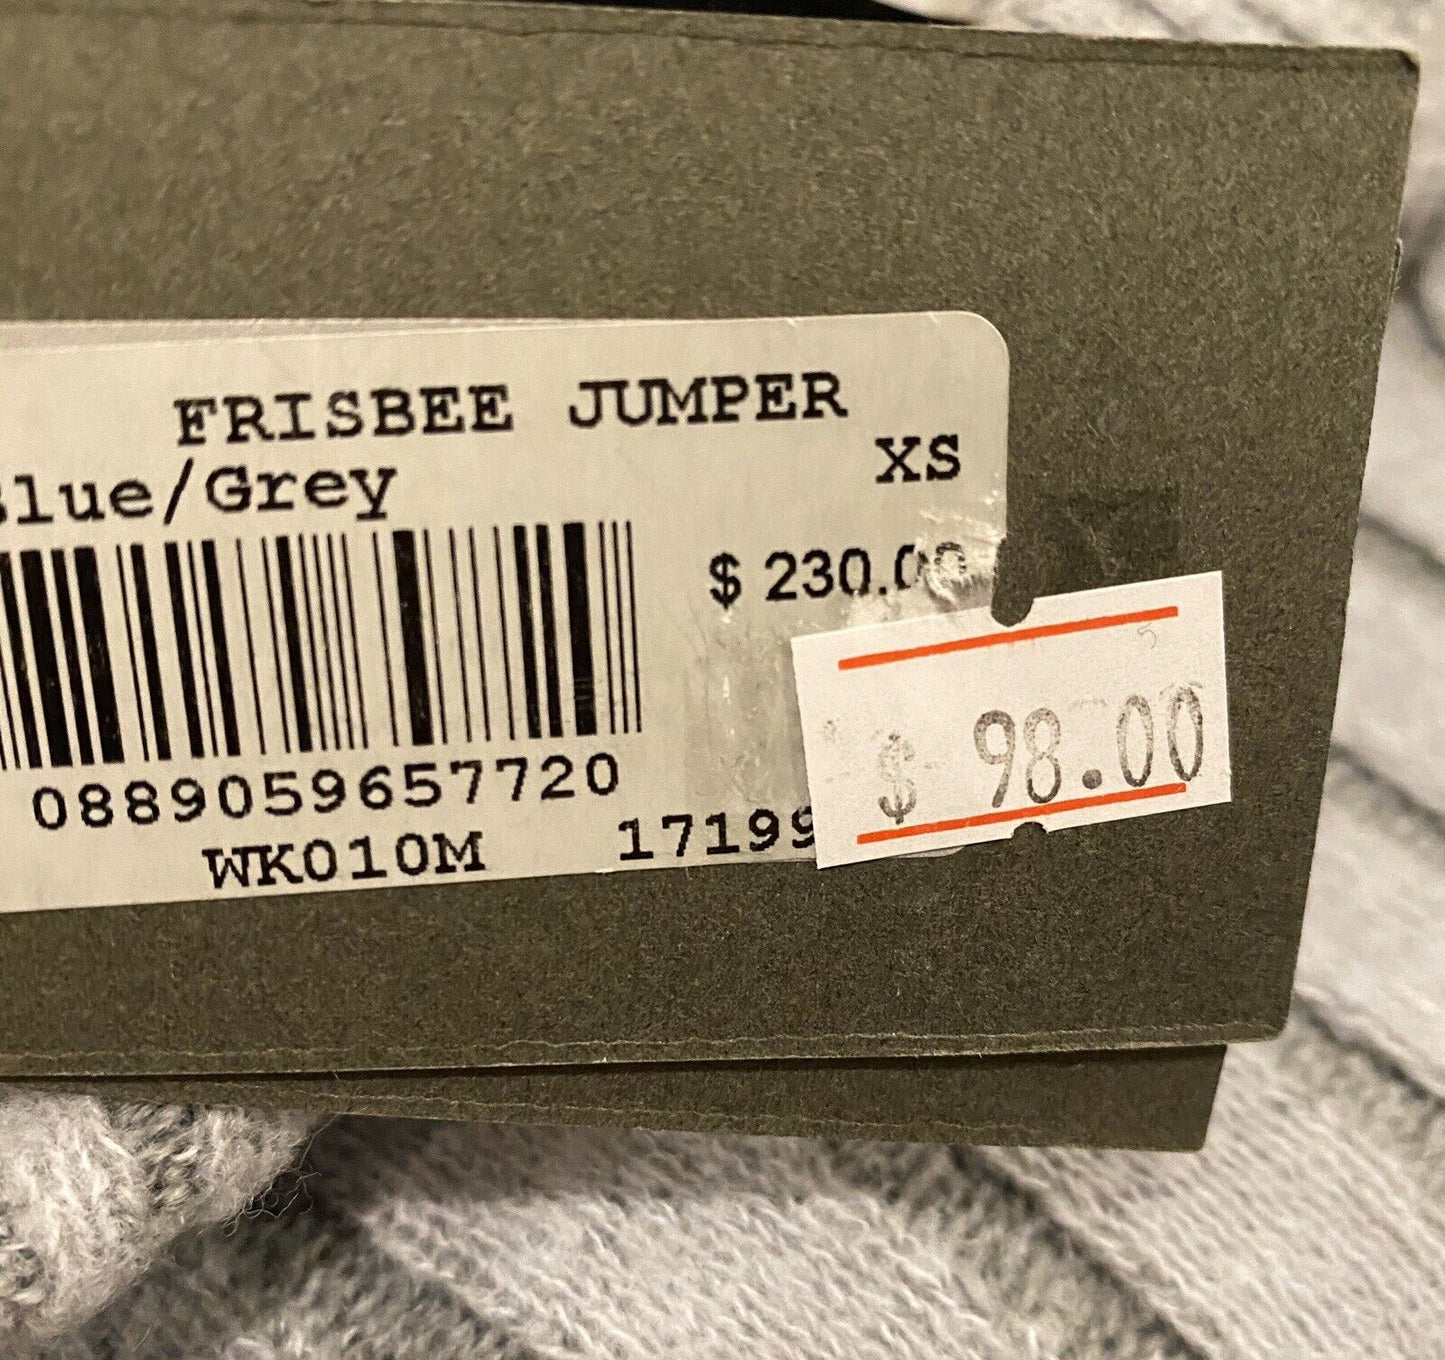 FRISBEE JUMPER
Blue/Grey XS
$ 230.00
$ 98.00
0889059657720
WK010M 17199